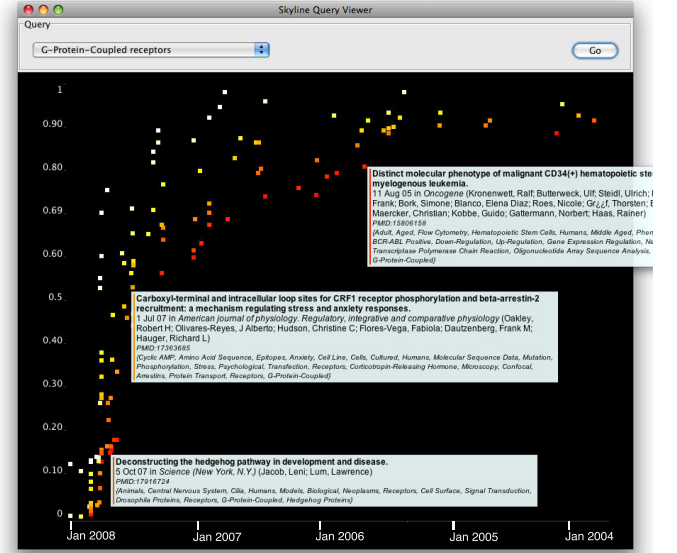 Skyline Query Viewer
Query
G-Protein-Coupled receptors
Go
1
0.90
0.80
0.69
0.60
0.5
0.40
0.30
0.20
0.10
0
Distinct molecular phenotype of malignant CD34(+) hematopoietic
myelogenous leukemia.
11 Aug 05 in Oncogene (Kronenwett, Ralf; Butterweck, Ulf; Steidl, Ulrich;
Frank; Bork, Simone; Blanco, Elena Diaz; Roes, Nicole; Gr¿¿f, Thorsten;
Maercker, Christian; Kobbe, Guido; Gattermann, Norbert; Haas, Rainer)
PMID:15806158
{Adult, Aged, Flow Cytometry, Hematopoietic Stem Cells, Humans, Middle Aged,
BCR-ABL Positive, Down-Regulation, Up-Regulation, Gene Expression Regulation,
Transcriptase Polymerase Chain Reaction, Oligonucleotide Array Sequence Analysis,
G-Protein-Coupled}
Carboxyl-terminal and intracellular loop sites for CRF1 receptor phosphorylation and beta-arrestin-2
recruitment: a mechanism regulating stress and anxiety responses.
1 Jul 07 in American journal of physiology. Regulatory, integrative and comparative physiology (Oakley,
Robert H; Olivares-Reyes, J Alberto; Hudson, Christine C; Flores-Vega, Fabiola; Dautzenberg, Frank M;
Hauger, Richard L)
PMID:17363685
{Cyclic AMP, Amino Acid Sequence, Epitopes, Anxiety, Cell Line, Cells, Cultured, Humans, Molecular Sequence Data, Mutation,
Phosphorylation, Stress, Psychological, Transfection, Receptors, Corticotropin-Releasing Hormone, Microscopy, Confocal,
Arrestins, Protein Transport, Receptors, G-Protein-Coupled}
Deconstructing the hedgehog pathway in development and disease.
5 Oct 07 in Science (New York, N.Y.) (Jacob, Leni; Lum, Lawrence)
PMID:17916724
{Animals, Central Nervous System, Cilia, Humans, Models, Biological, Neoplasms, Receptors, Cell Surface, Signal Transduction,
Drosophila Proteins, Receptors, G-Protein-Coupled, Hedgehog Proteins}
Jan 2008
Jan 2007
Jan 2006
Jan 2005
Jan 2004